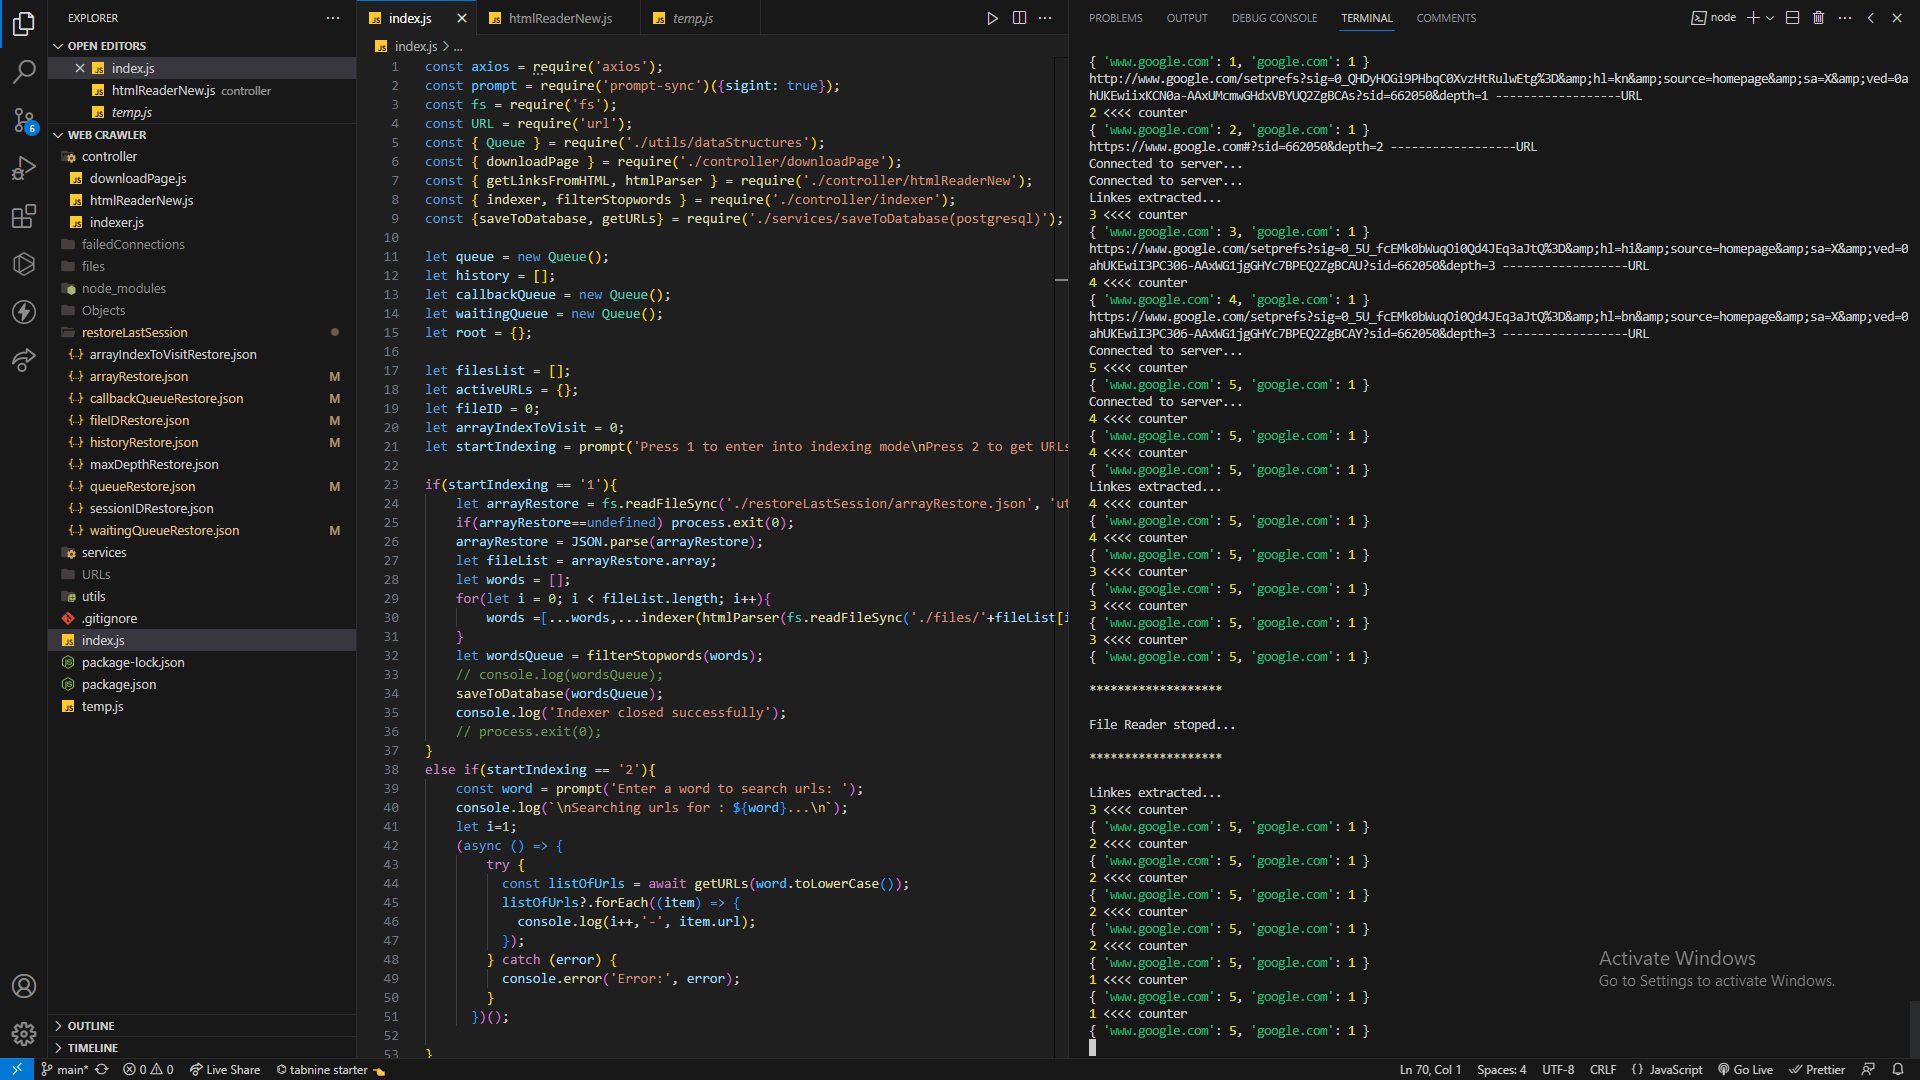 EXPLORER
OPEN EDITORS
index.js
htmlReaderNew.js controller
temp.js
WEB CRAWLER
controller
downloadPage.js
htmlReaderNew.js
indexer.js
failedConnections
files
node_modules
Objects
restoreLastSession
arrayIndexToVisitRestore.json
arrayRestore.json M
callbackQueueRestore.json M
fileIDRestore.json M
historyRestore.json M
maxDepthRestore.json
queueRestore.json M
sessionIDRestore.json
waitingQueueRestore.json M
services
URLs
utils
.gitignore
index.js
package-lock.json
package.json
temp.js
OUTLINE
TIMELINE
6
index.js htmlReaderNew.js temp.js
index.js > ...
1 const axios = require('axios');
2 const prompt = require('prompt-sync')({sigint: true});
3 const fs = require('fs');
4 const URL = require('url');
5 const { Queue } = require('./utils/dataStructures');
6 const { downloadPage } = require('./controller/downloadPage');
7 const { getLinksFromHTML, htmlParser } = require('./controller/htmlReaderNew');
8 const { indexer, filterStopwords } = require('./controller/indexer');
9 const {saveToDatabase, getURLs} = require('./services/saveToDatabase(postgresql)');
10
11 let queue = new Queue();
12 let history = [];
13 let callbackQueue = new Queue();
14 let waitingQueue = new Queue();
15 let root = {};
16
17 let filesList = [];
18 let activeURLs = {};
19 let fileID = 0;
20 let arrayIndexToVisit = 0;
21 let startIndexing = prompt('Press 1 to enter into indexing mode\nPress 2 to get URLs
22
23 if(startIndexing == '1'){
24 let arrayRestore = fs.readFileSync('./restoreLastSession/arrayRestore.json', 'ut
25 if(arrayRestore==undefined) process.exit(0);
26 arrayRestore = JSON.parse(arrayRestore);
27 let fileList = arrayRestore.array;
28 let words = [];
29 for(let i = 0; i < fileList.length; i++){
30 words =[...words,...indexer(htmlParser(fs.readFileSync('./files/'+fileList[i
31 }
32 let wordsQueue = filterStopwords(words);
33 // console.log(wordsQueue);
34 saveToDatabase(wordsQueue);
35 console.log('Indexer closed successfully');
36 // process.exit(0);
37 }
38 else if(startIndexing == '2'){
39 const word = prompt('Enter a word to search urls: ');
40 console.log(`\nSearching urls for : ${word}...\n`);
41 let i=1;
42 (async () => {
43 try {
44 const listOfUrls = await getURLs(word.toLowerCase());
45 listOfUrls?.forEach((item) => {
46 console.log(i++,'-', item.url);
47 });
48 } catch (error) {
49 console.error('Error:', error);
50 }
51 })();
52
53 }
PROBLEMS OUTPUT DEBUG CONSOLE TERMINAL COMMENTS
node
{ 'www.google.com': 1, 'google.com': 1 }
http://www.google.com/setprefs?sig=0_QHDyHOGi9PHbqC0XvzHtRulwEtg%3D&amp;hl=kn&amp;source=homepage&amp;sa=X&amp;ved=0a
hUKEwiixKCN0a-AAxUMcmwGHdxVBYUQ2ZgBCAs?sid=662050&depth=1 ------------------URL
2 <<<< counter
{ 'www.google.com': 2, 'google.com': 1 }
https://www.google.com#?sid=662050&depth=2 ------------------URL
Connected to server...
Connected to server...
Linkes extracted...
3 <<<< counter
{ 'www.google.com': 3, 'google.com': 1 }
https://www.google.com/setprefs?sig=0_5U_fcEMk0bWuqOi0Qd4JEq3aJtQ%3D&amp;hl=hi&amp;source=homepage&amp;sa=X&amp;ved=0
ahUKEwiI3PC306-AAxWG1jgGHYc7BPEQ2ZgBCAU?sid=662050&depth=3 ------------------URL
4 <<<< counter
{ 'www.google.com': 4, 'google.com': 1 }
https://www.google.com/setprefs?sig=0_5U_fcEMk0bWuqOi0Qd4JEq3aJtQ%3D&amp;hl=bn&amp;source=homepage&amp;sa=X&amp;ved=0
ahUKEwiI3PC306-AAxWG1jgGHYc7BPEQ2ZgBCAY?sid=662050&depth=3 ------------------URL
Connected to server...
5 <<<< counter
{ 'www.google.com': 5, 'google.com': 1 }
Connected to server...
4 <<<< counter
{ 'www.google.com': 5, 'google.com': 1 }
4 <<<< counter
{ 'www.google.com': 5, 'google.com': 1 }
Linkes extracted...
4 <<<< counter
{ 'www.google.com': 5, 'google.com': 1 }
4 <<<< counter
{ 'www.google.com': 5, 'google.com': 1 }
3 <<<< counter
{ 'www.google.com': 5, 'google.com': 1 }
3 <<<< counter
{ 'www.google.com': 5, 'google.com': 1 }
3 <<<< counter
{ 'www.google.com': 5, 'google.com': 1 }
*******************
File Reader stoped...
*******************
Linkes extracted...
3 <<<< counter
{ 'www.google.com': 5, 'google.com': 1 }
2 <<<< counter
{ 'www.google.com': 5, 'google.com': 1 }
2 <<<< counter
{ 'www.google.com': 5, 'google.com': 1 }
2 <<<< counter
{ 'www.google.com': 5, 'google.com': 1 }
2 <<<< counter
{ 'www.google.com': 5, 'google.com': 1 }
1 <<<< counter
{ 'www.google.com': 5, 'google.com': 1 }
1 <<<< counter
{ 'www.google.com': 5, 'google.com': 1 }
Activate Windows
Go to Settings to activate Windows.
main* 0 0 Live Share tabnine starter Ln 70, Col 1 Spaces: 4 UTF-8 CRLF {} JavaScript Go Live Prettier